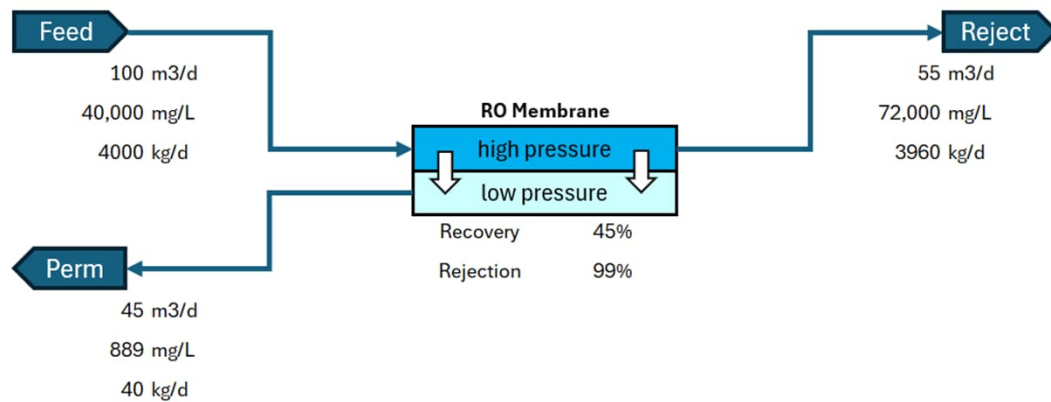 Feed
100 m3/d
40,000 mg/L
4000 kg/d
Reject
55 m3/d
72,000 mg/L
3960 kg/d
RO Membrane
high pressure
low pressure
Recovery 45%
Rejection 99%
Perm
45 m3/d
889 mg/L
40 kg/d